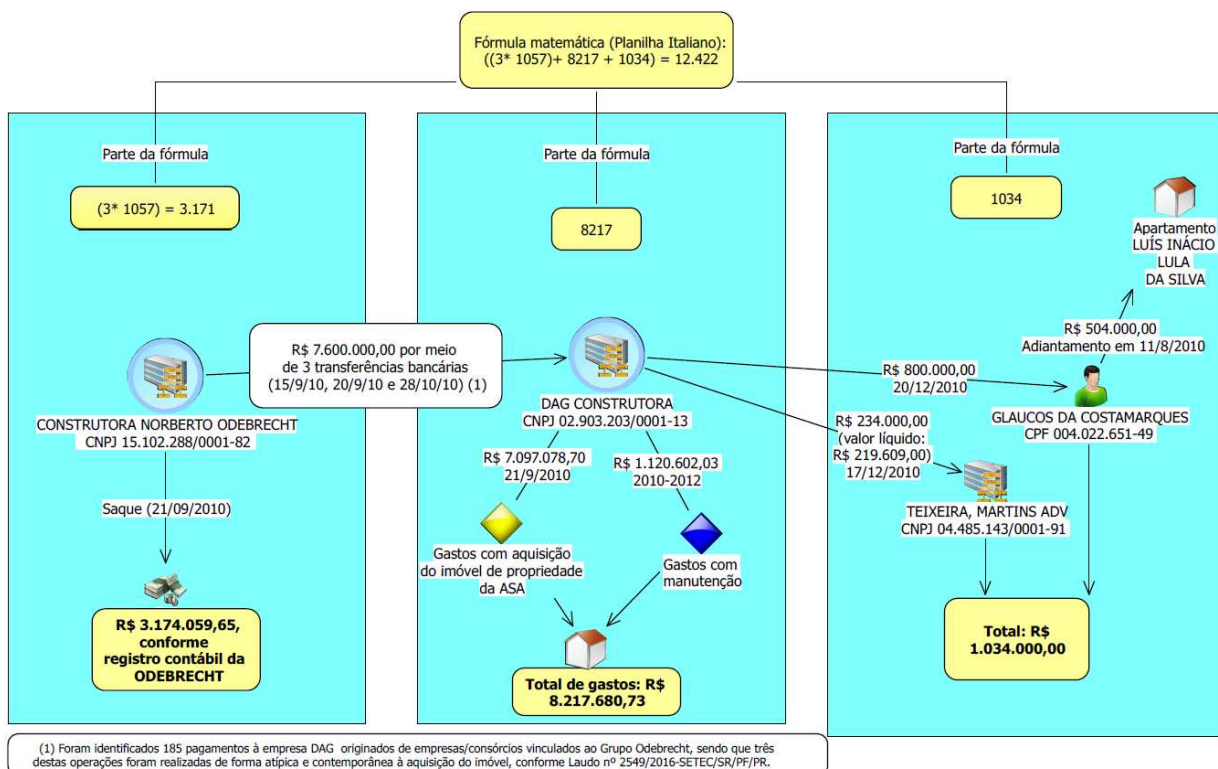 Fórmula matemática (Planilha Italiano):
((3* 1057)+ 8217 + 1034) = 12.422
Parte da fórmula
(3* 1057) = 3.171
CONSTRUTORA NORBERTO ODEBRECHT
CNPJ 15.102.288/0001-82
Saque (21/09/2010)
R$ 3.174.059,65,
conforme
registro contábil da
ODEBRECHT
R$ 7.600.000,00 por meio
de 3 transferências bancárias
(15/9/10, 20/9/10 e 28/10/10) (1)
Parte da fórmula
8217
DAG CONSTRUTORA
CNPJ 02.903.203/0001-13
R$ 7.097.078,70
21/9/2010
R$ 1.120.602,03
2010-2012
Gastos com aquisição
do imóvel de propriedade
da ASA
Gastos com
manutenção
Total de gastos: R$
8.217.680,73
Parte da fórmula
1034
Apartamento
LUÍS INÁCIO
LULA
DA SILVA
R$ 504.000,00
Adiantamento em 11/8/2010
R$ 800.000,00
20/12/2010
GLAUCOS DA COSTAMARQUES
CPF 004.022.651-49
R$ 234.000,00
(valor líquido:
R$ 219.609,00)
17/12/2010
TEIXEIRA, MARTINS ADV
CNPJ 04.485.143/0001-91
Total: R$
1.034.000,00
(1) Foram identificados 185 pagamentos à empresa DAG originados de empresas/consórcios vinculados ao Grupo Odebrecht, sendo que três
destas operações foram realizadas de forma atípica e contemporânea à aquisição do imóvel, conforme Laudo nº 2549/2016-SETEC/SR/PF/PR.